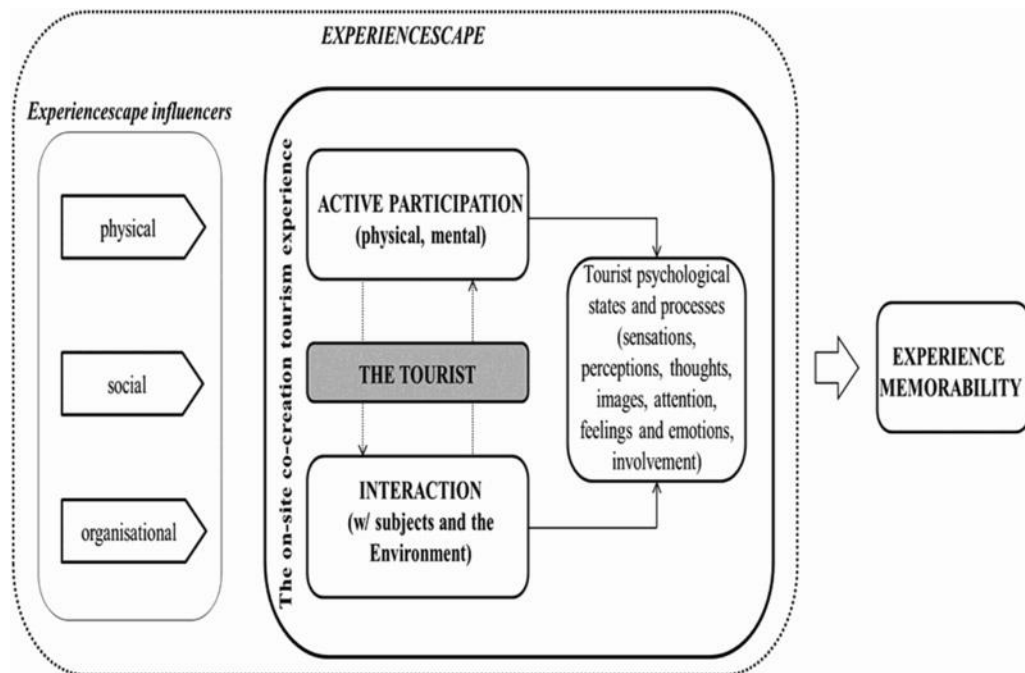 EXPERIENCESCAPE
Experiencescape influencers
physical
social
organisational
The on-site co-creation tourism experience
ACTIVE PARTICIPATION
(physical, mental)
THE TOURIST
INTERACTION
(w/ subjects and the
Environment)
Tourist psychological
states and processes
(sensations,
perceptions, thoughts,
images, attention,
feelings and emotions,
involvement)
EXPERIENCE
MEMORABILITY